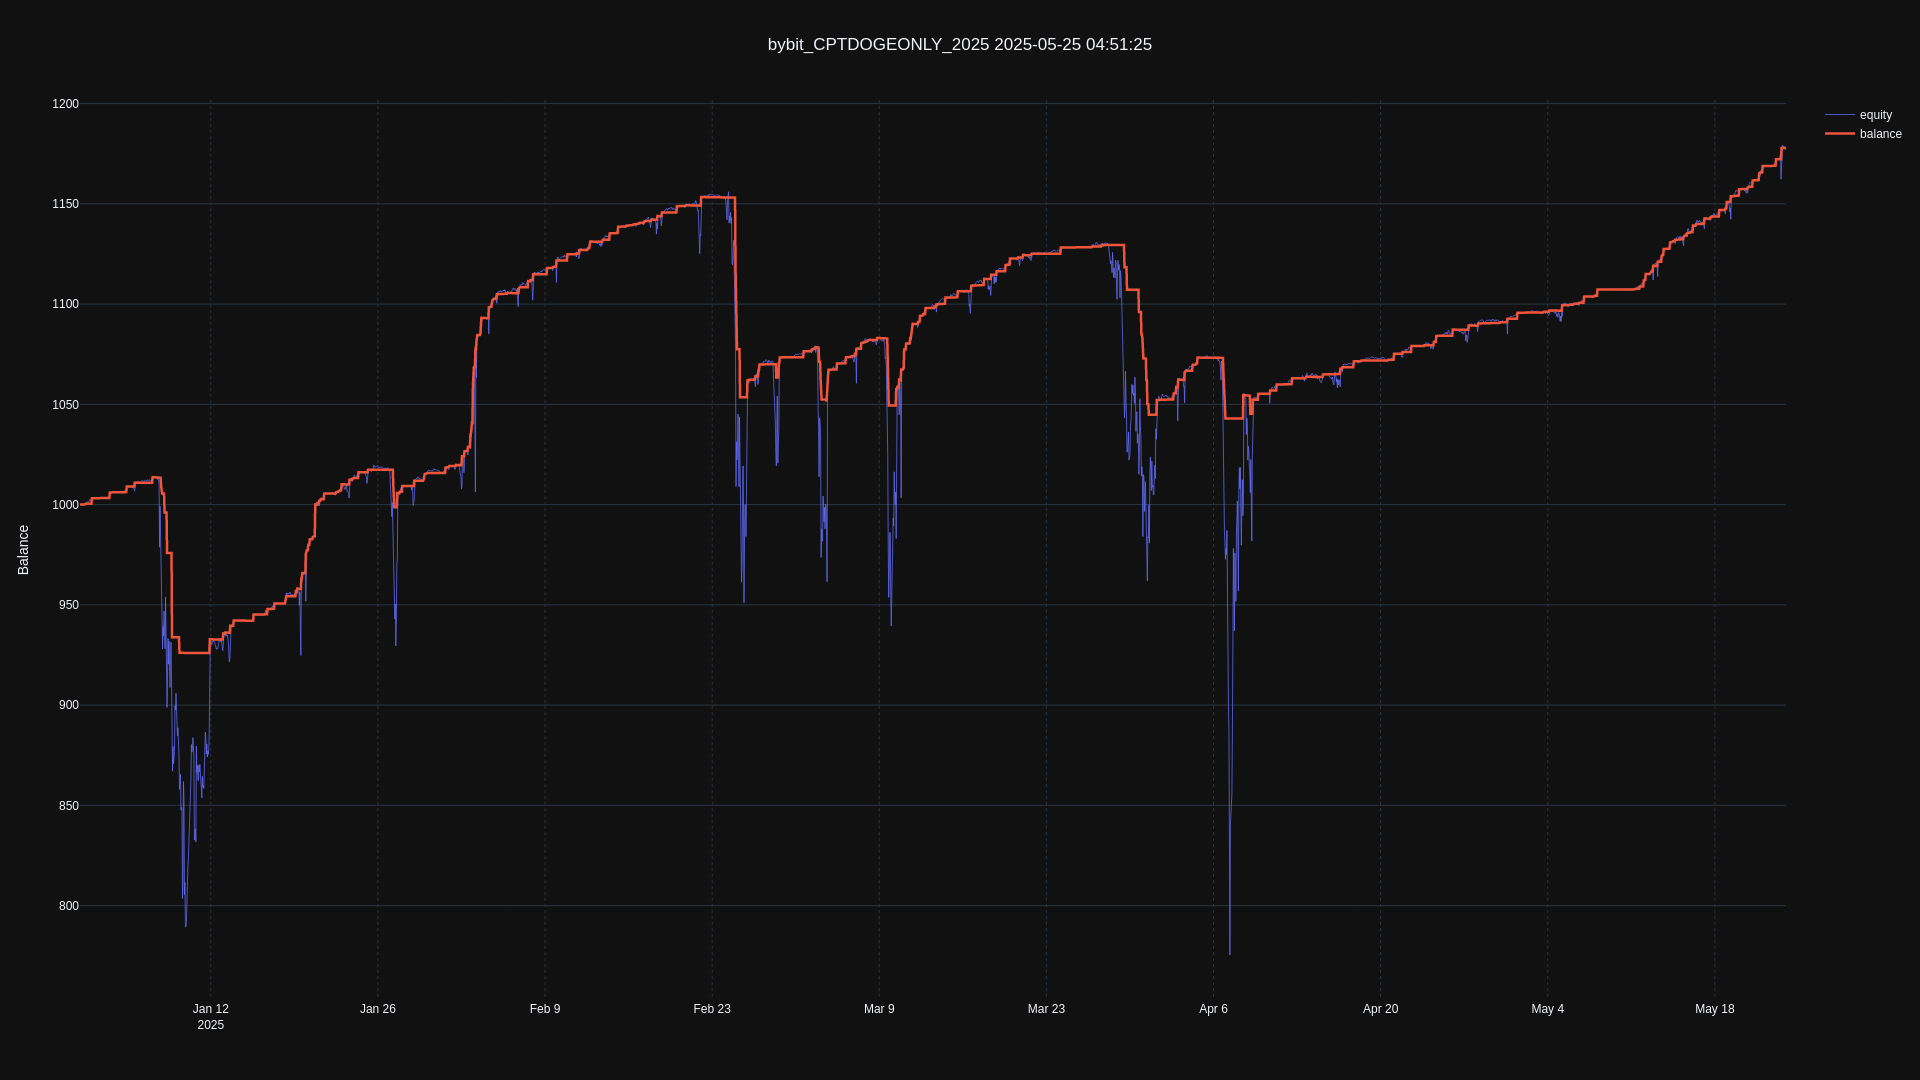 bybit_CPTDOGEONLY_2025 2025-05-25 04:51:25
1200
1150
1100
1050
1000
950
900
850
800
Balance
equity
balance
Jan 12
2025
Jan 26
Feb 9
Feb 23
Mar 9
Mar 23
Apr 6
Apr 20
May 4
May 18